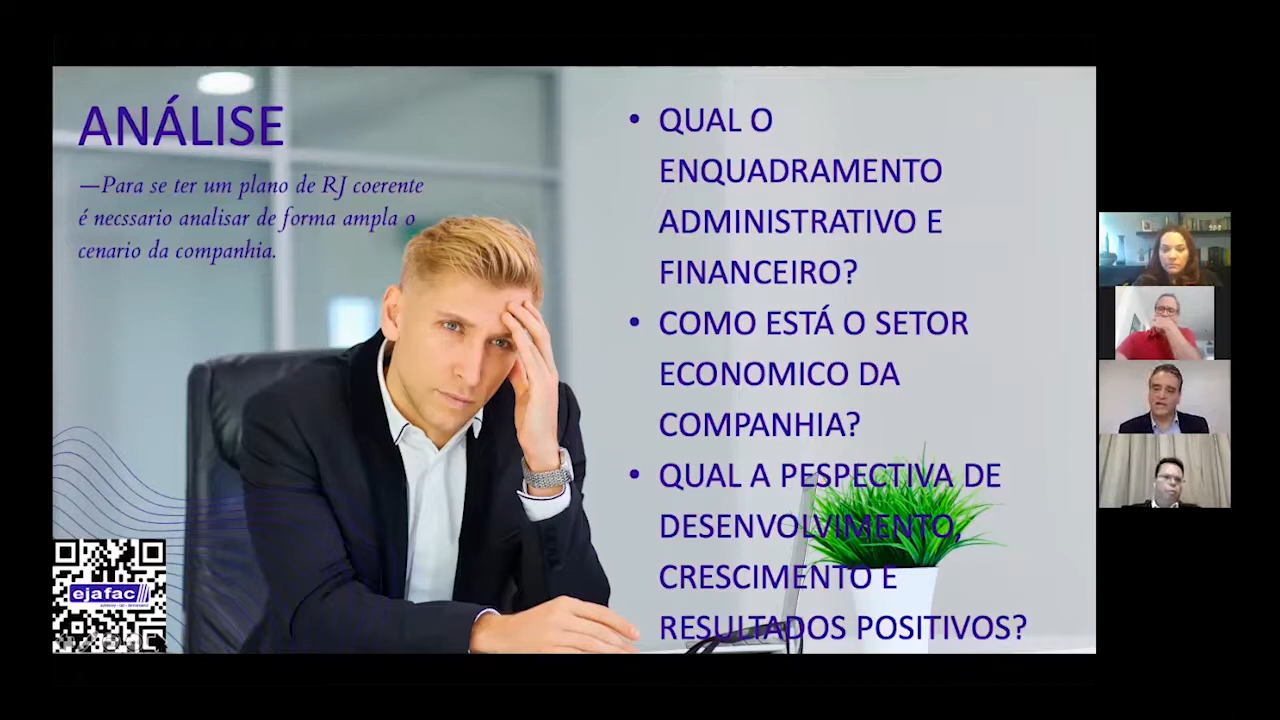 ANÁLISE
—Para se ter um plano de RJ coerente
é necssario analisar de forma ampla o
cenario da companhia.
• QUAL O
ENQUADRAMENTO
ADMINISTRATIVO E
FINANCEIRO?
• COMO ESTÁ O SETOR
ECONOMICO DA
COMPANHIA?
• QUAL A PESPECTIVA DE
DESENVOLVIMENTO,
CRESCIMENTO E
RESULTADOS POSITIVOS?
ejafac